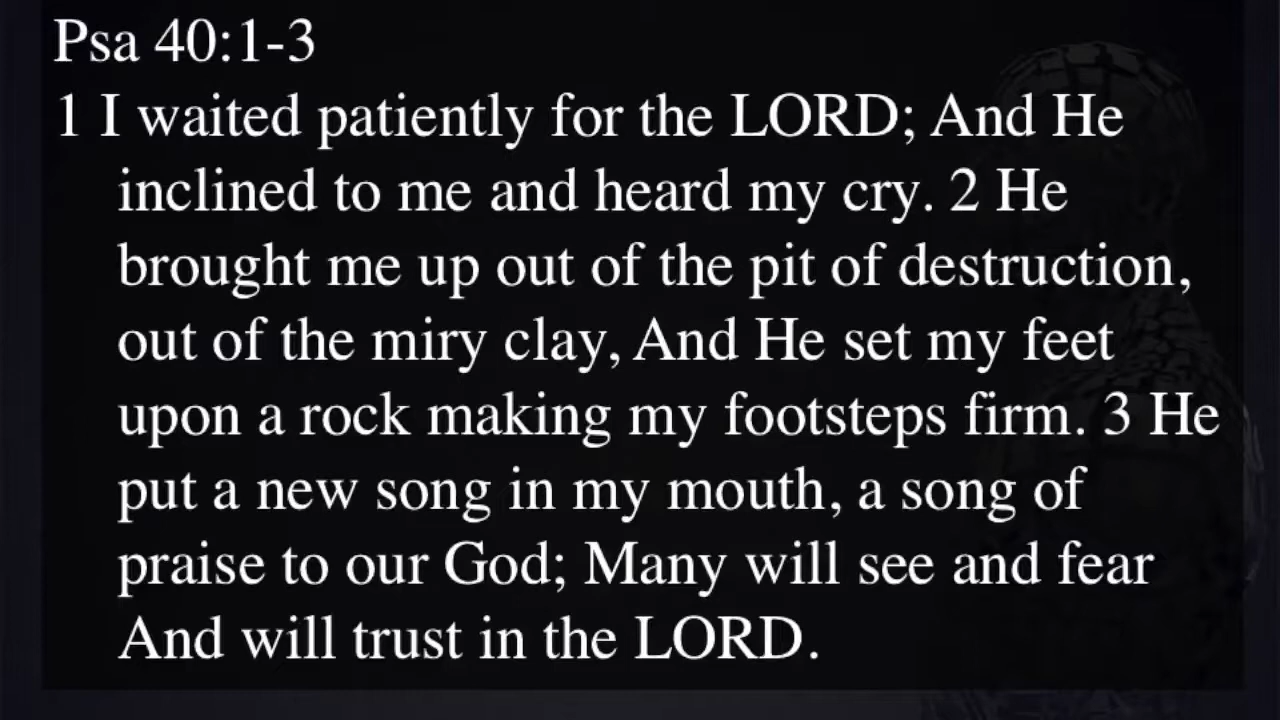 Psa 40:1-3
1 I waited patiently for the LORD; And He
inclined to me and heard my cry. 2 He
brought me up out of the pit of destruction,
out of the miry clay, And He set my feet
upon a rock making my footsteps firm. 3 He
put a new song in my mouth, a song of
praise to our God; Many will see and fear
And will trust in the LORD.